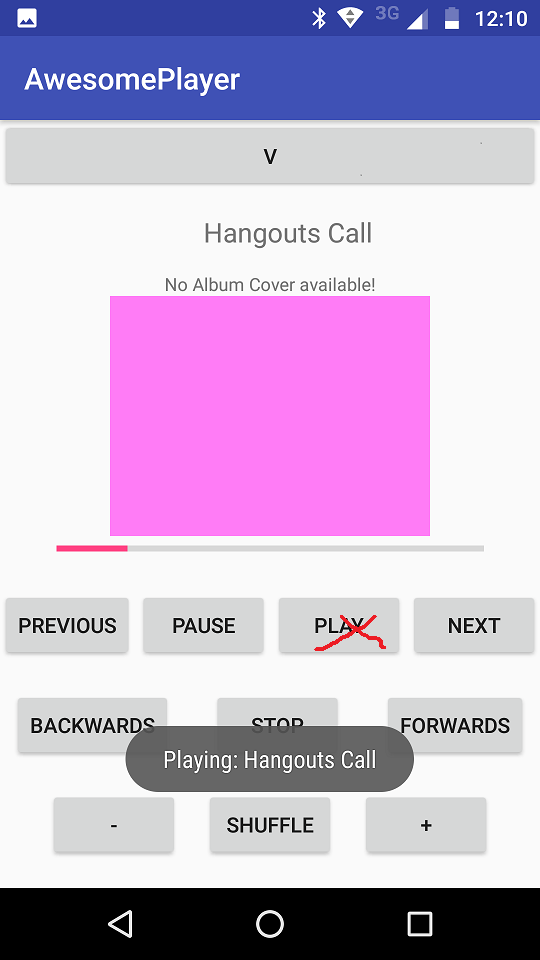 3G 12:10
AwesomePlayer
V
Hangouts Call
No Album Cover available!
PREVIOUS PAUSE PLAY NEXT
BACKWARDS STOP FORWARDS
Playing: Hangouts Call
- SHUFFLE +